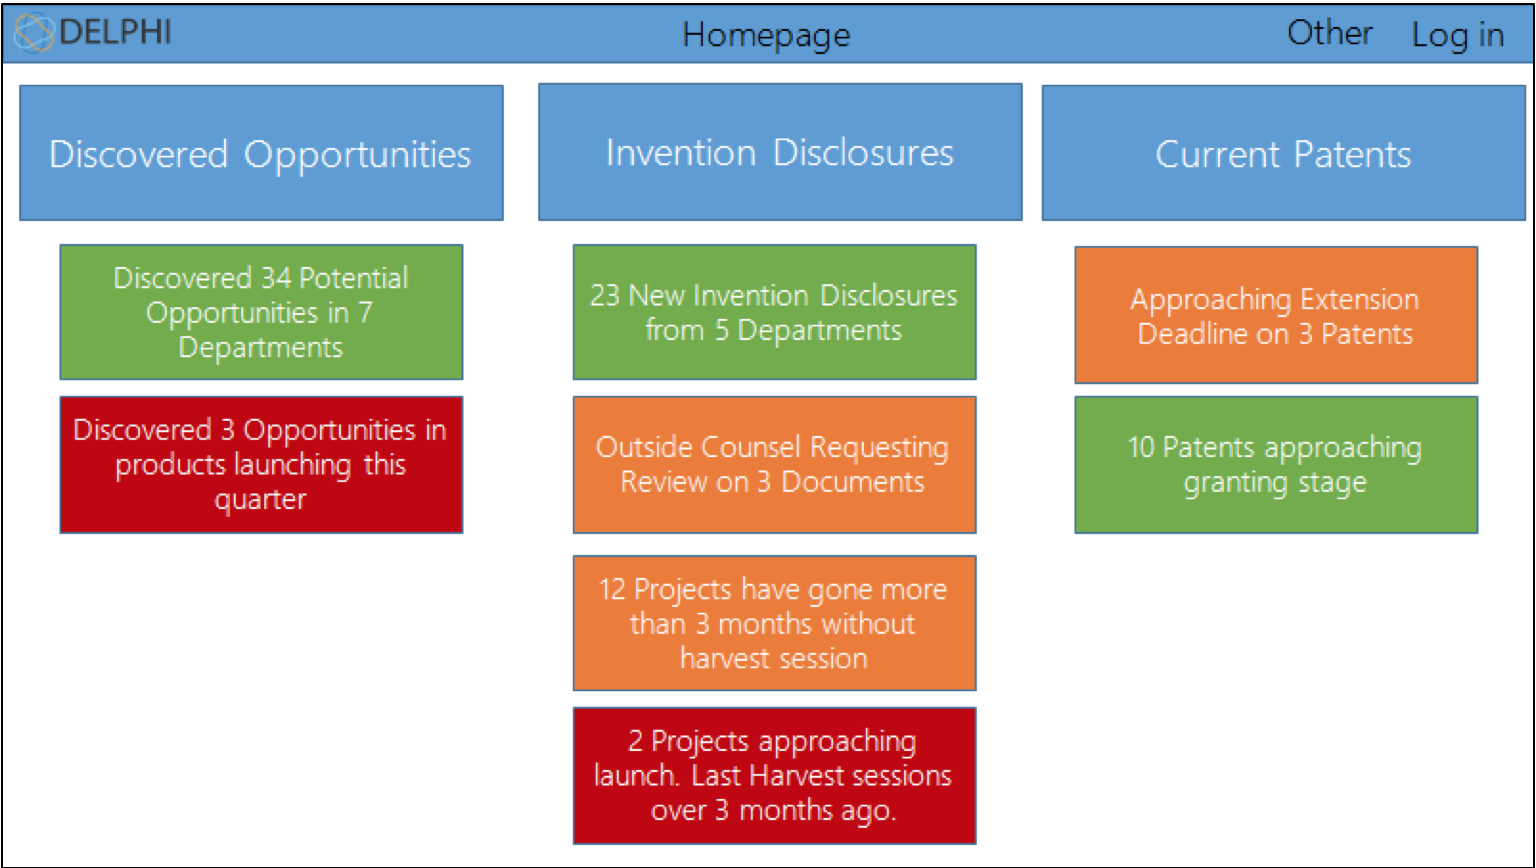 DELPHI
Homepage
Other
Log in
Discovered Opportunities
Discovered 34 Potential
Opportunities in 7
Departments
Discovered 3 Opportunities in
products launching this
quarter
Invention Disclosures
23 New Invention Disclosures
from 5 Departments
Outside Counsel Requesting
Review on 3 Documents
12 Projects have gone more
than 3 months without
harvest session
2 Projects approaching
launch. Last Harvest sessions
over 3 months ago.
Current Patents
Approaching Extension
Deadline on 3 Patents
10 Patents approaching
granting stage